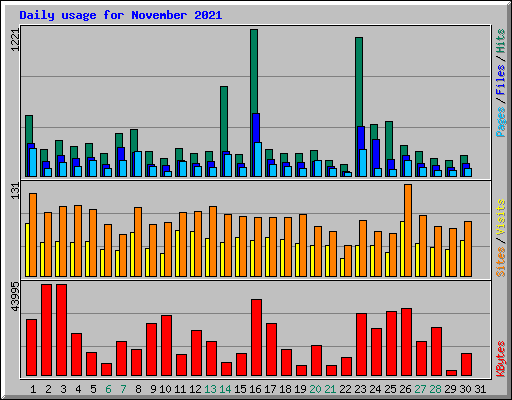 Daily usage for November 2021
1221
Pages / Files / Hits
131
Sites / Visits
43995
KBytes
1 2 3 4 5 6 7 8 9 10 11 12 13 14 15 16 17 18 19 20 21 22 23 24 25 26 27 28 29 30 31